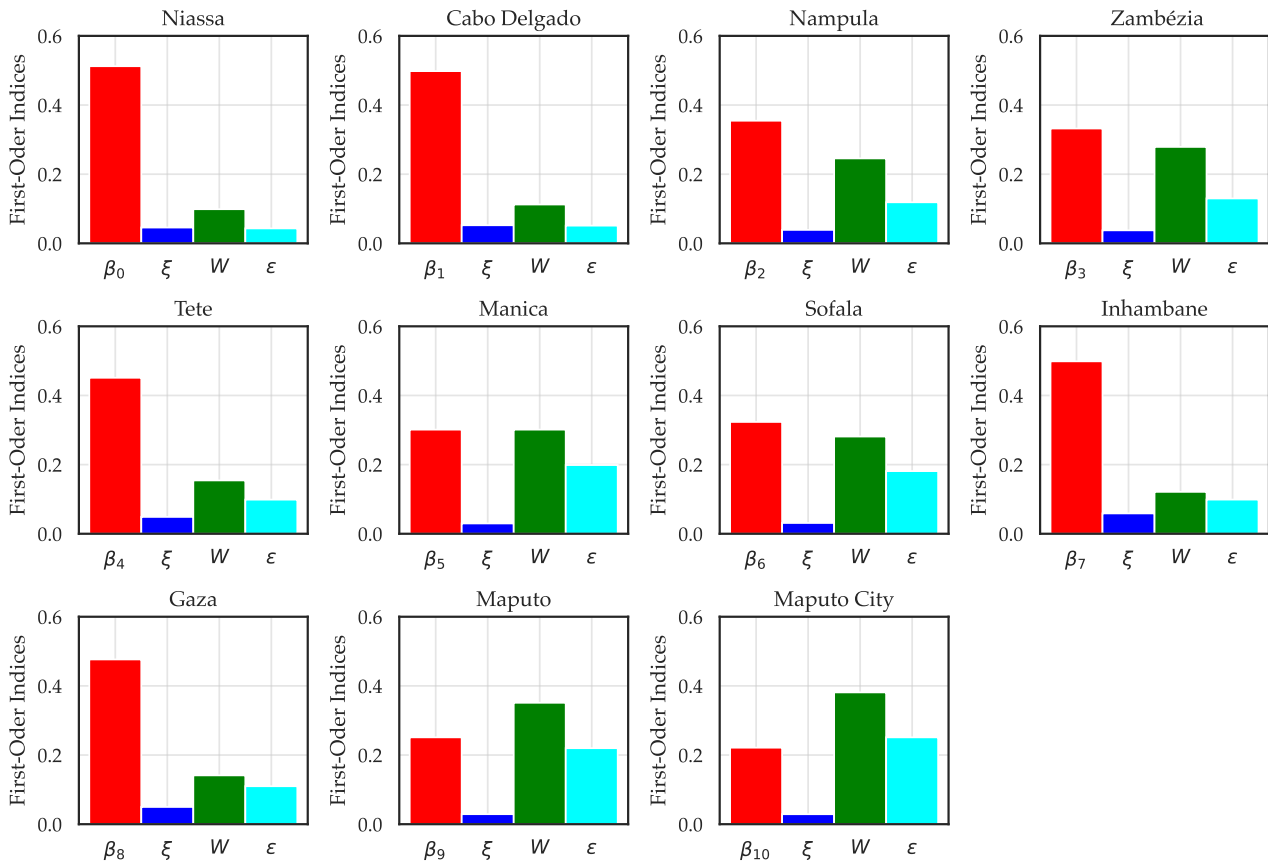 Niassa
First-Oder Indices
0.6
0.4
0.2
0.0
β0 ξ W ε
Cabo Delgado
First-Oder Indices
0.6
0.4
0.2
0.0
β1 ξ W ε
Nampula
First-Oder Indices
0.6
0.4
0.2
0.0
β2 ξ W ε
Zambézia
First-Oder Indices
0.6
0.4
0.2
0.0
β3 ξ W ε
Tete
First-Oder Indices
0.6
0.4
0.2
0.0
β4 ξ W ε
Manica
First-Oder Indices
0.6
0.4
0.2
0.0
β5 ξ W ε
Sofala
First-Oder Indices
0.6
0.4
0.2
0.0
β6 ξ W ε
Inhambane
First-Oder Indices
0.6
0.4
0.2
0.0
β7 ξ W ε
Gaza
First-Oder Indices
0.6
0.4
0.2
0.0
β8 ξ W ε
Maputo
First-Oder Indices
0.6
0.4
0.2
0.0
β9 ξ W ε
Maputo City
First-Oder Indices
0.6
0.4
0.2
0.0
β10 ξ W ε